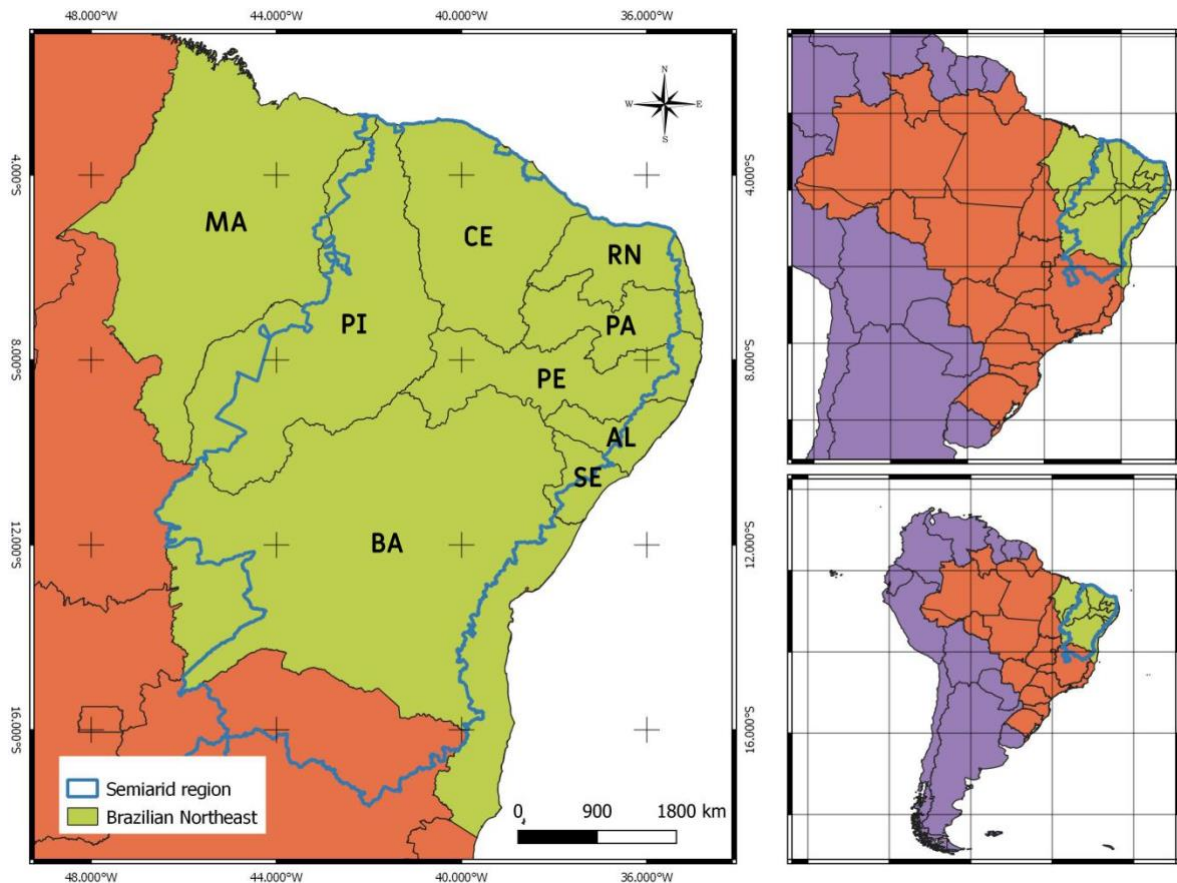 48.000°W 44.000°W 40.000°W 36.000°W
N
W E
S
4.000°S 4.000°S 4.000°S
MA CE
RN
PI PA
8.000°S 8.000°S
PE
AL
SE
12.000°S BA 12.000°S
16.000°S 16.000°S
Semiarid region
Brazilian Northeast
0 900 1800 km
48.000°W 44.000°W 40.000°W 36.000°W